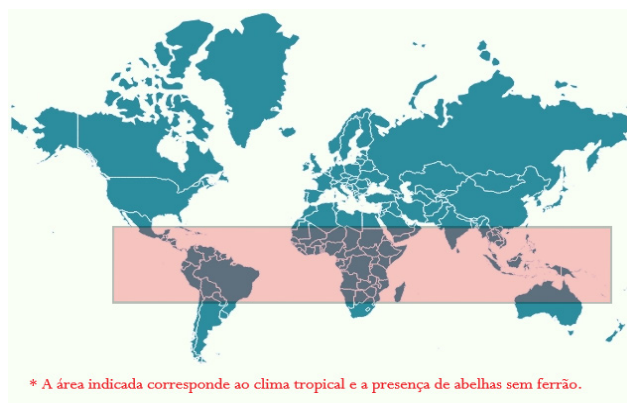 * A área indicada corresponde ao clima tropical e a presença de abelhas sem ferrão.